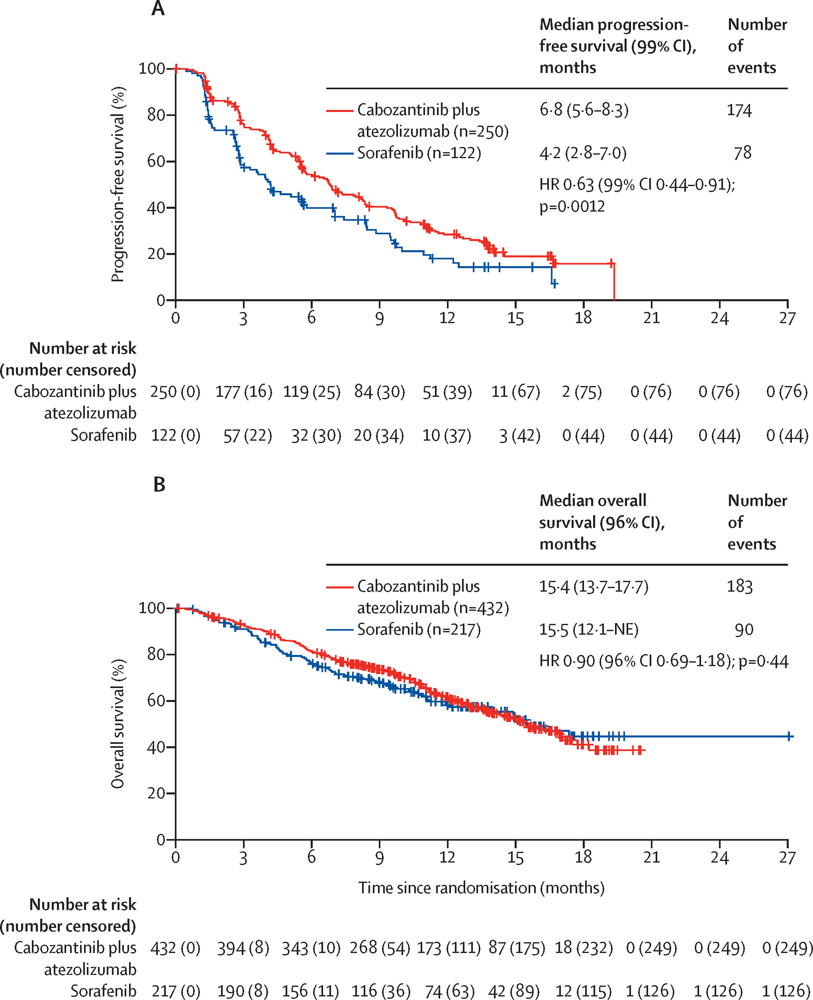 A
Median progression-
free survival (99% CI),
months
Number
of
events
Cabozantinib plus
atezolizumab (n=250)
6·8 (5·6–8·3)
174
Sorafenib (n=122)
4·2 (2·8–7·0)
78
HR 0·63 (99% CI 0·44–0·91);
p=0·0012
Progression-free survival (%)
100
80
60
40
20
0
0 3 6 9 12 15 18 21 24 27
Number at risk
(number censored)
Cabozantinib plus
atezolizumab
250 (0) 177 (16) 119 (25) 84 (30) 51 (39) 11 (67) 2 (75) 0 (76) 0 (76) 0 (76)
Sorafenib 122 (0) 57 (22) 32 (30) 20 (34) 10 (37) 3 (42) 0 (44) 0 (44) 0 (44) 0 (44)
B
Median overall
survival (96% CI),
months
Number
of
events
Cabozantinib plus
atezolizumab (n=432)
15·4 (13·7–17·7)
183
Sorafenib (n=217)
15·5 (12·1–NE)
90
HR 0·90 (96% CI 0·69–1·18); p=0·44
Overall survival (%)
100
80
60
40
20
0
0 3 6 9 12 15 18 21 24 27
Time since randomisation (months)
Number at risk
(number censored)
Cabozantinib plus
atezolizumab
432 (0) 394 (8) 343 (10) 268 (54) 173 (111) 87 (175) 18 (232) 0 (249) 0 (249) 0 (249)
Sorafenib 217 (0) 190 (8) 156 (11) 116 (36) 74 (63) 42 (89) 12 (115) 1 (126) 1 (126) 1 (126)